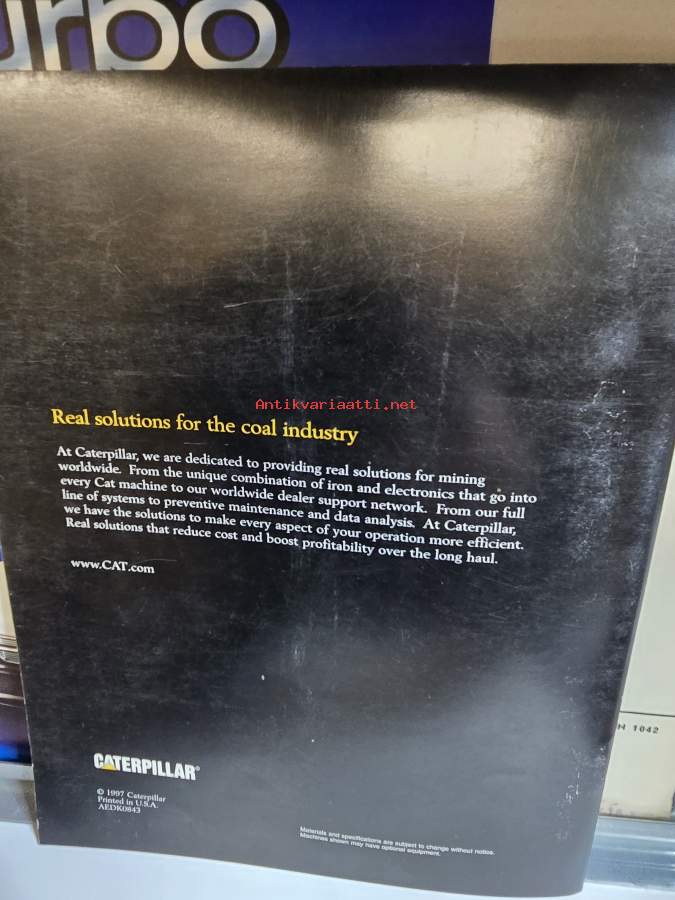 urbo
Antikvariaatti.net
Real solutions for the coal industry
At Caterpillar, we are dedicated to providing real solutions for mining
worldwide. From the unique combination of iron and electronics that go into
every Cat machine to our worldwide dealer support network. From our full
line of systems to preventive maintenance and data analysis. At Caterpillar,
we have the solutions to make every aspect of your operation more efficient.
Real solutions that reduce cost and boost profitability over the long haul.
www.CAT.com
N 1042
CATERPILLAR®
© 1997 Caterpillar
Printed in U.S.A.
AEDK0843
Materials and specifications are subject to change without notice.
Machines shown may have optional equipment.